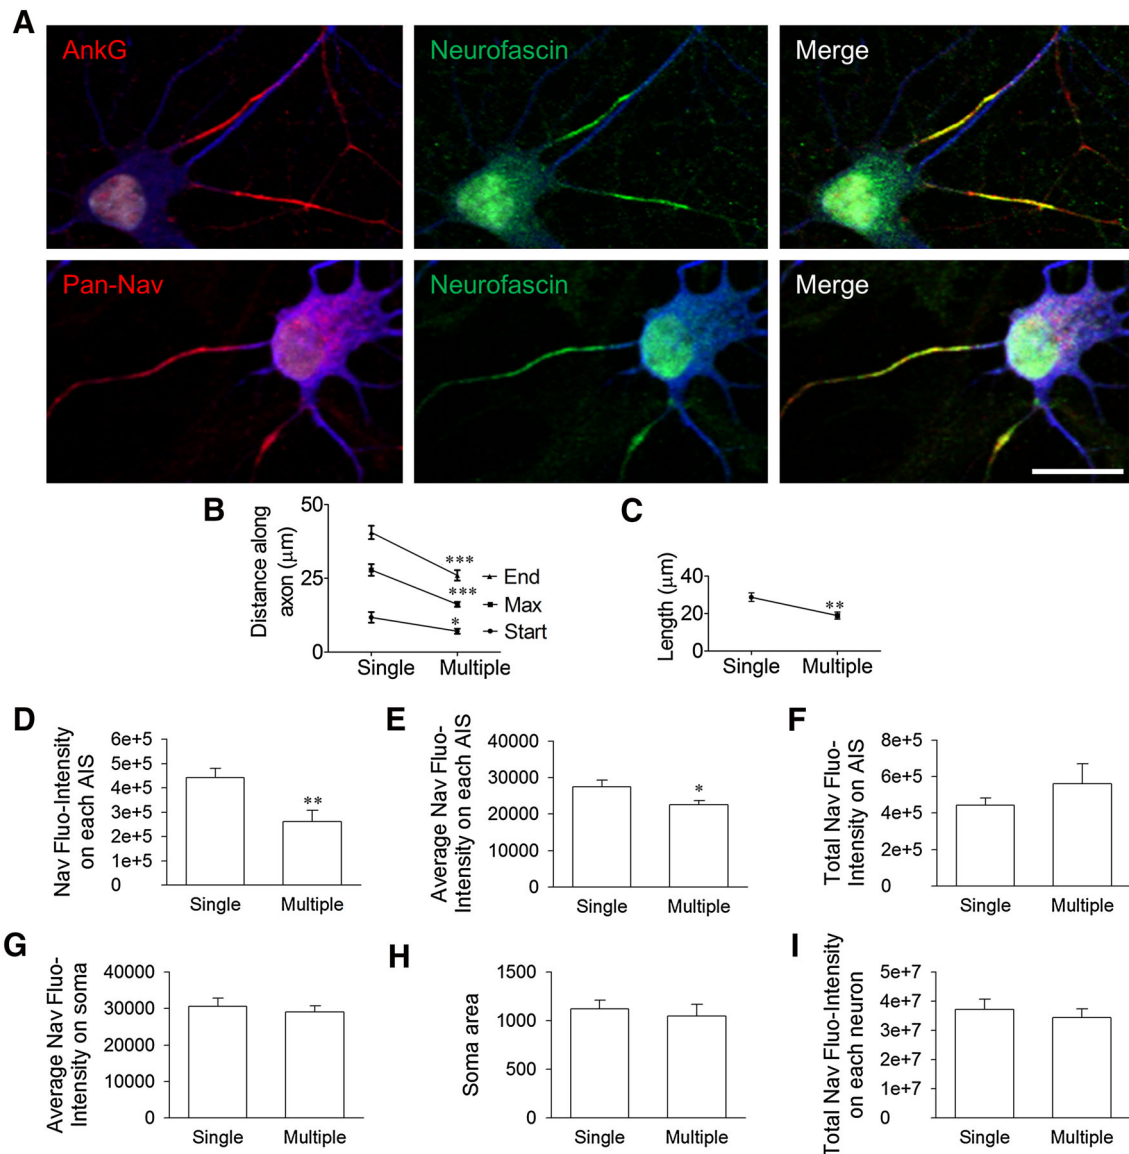 A
AnkG
Neurofascin
Merge
Pan-Nav
Neurofascin
Merge
B
Distance along
axon (μm)
50
25
0
***
***
*
End
Max
Start
Single
Multiple
C
Length (μm)
40
20
0
**
Single
Multiple
D
Nav Fluo-Intensity
on each AIS
6e+5
5e+5
4e+5
3e+5
2e+5
1e+5
0
**
Single
Multiple
E
Average Nav Fluo-
Intensity on each AIS
40000
30000
20000
10000
0
*
Single
Multiple
F
Total Nav Fluo-
Intensity on AIS
8e+5
6e+5
4e+5
2e+5
0
Single
Multiple
G
Average Nav Fluo-
Intensity on soma
40000
30000
20000
10000
0
Single
Multiple
H
Soma area
1500
1000
500
0
Single
Multiple
I
Total Nav Fluo-Intensity
on each neuron
5e+7
4e+7
3e+7
2e+7
1e+7
0
Single
Multiple